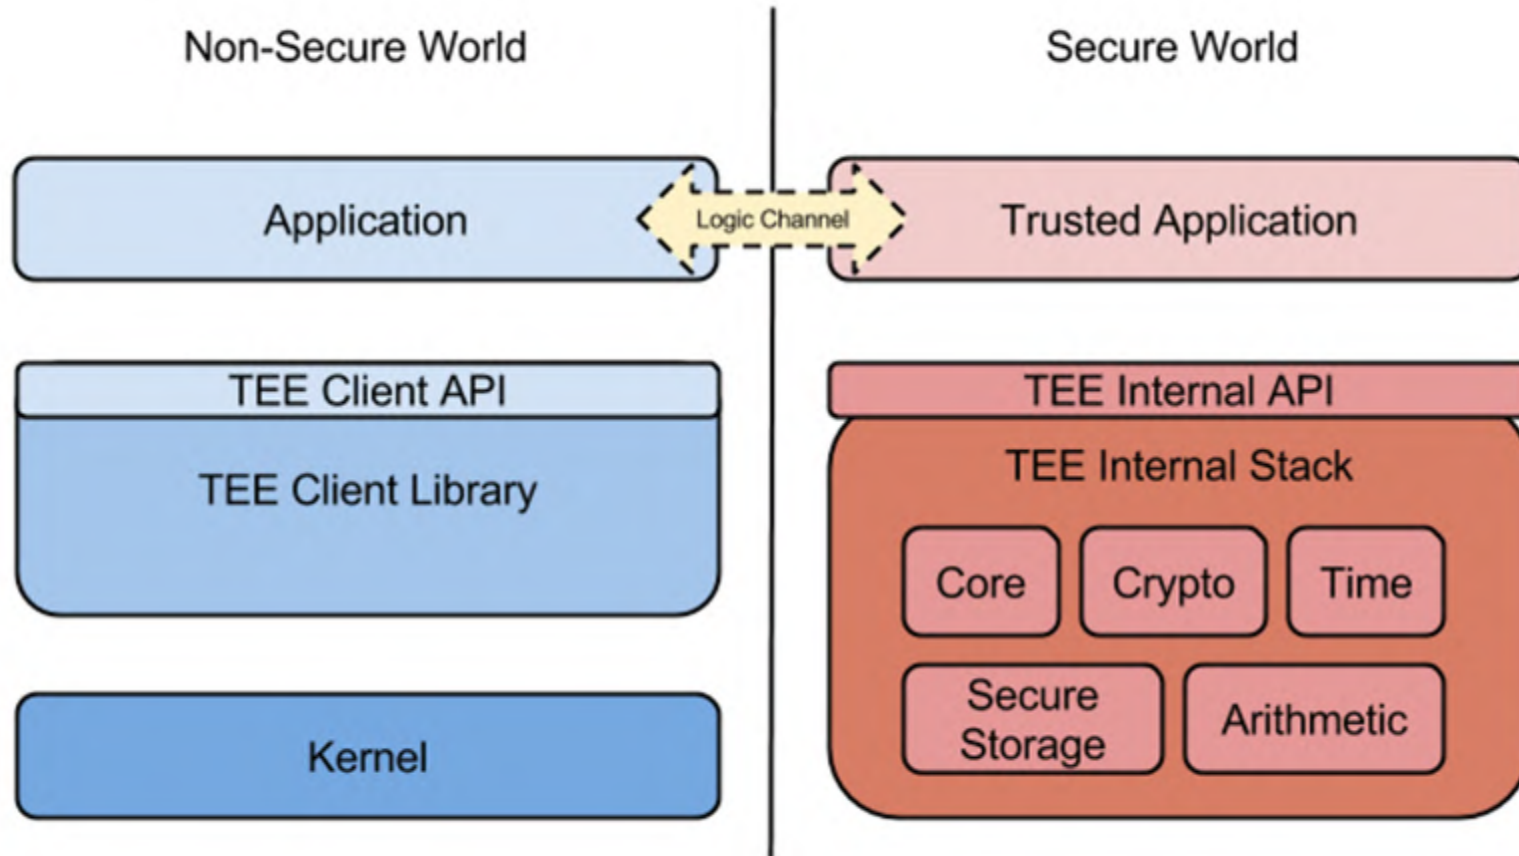 Non-Secure World
Secure World
Application
Logic Channel
Trusted Application
TEE Client API
TEE Internal API
TEE Client Library
TEE Internal Stack
Core
Crypto
Time
Secure
Storage
Arithmetic
Kernel